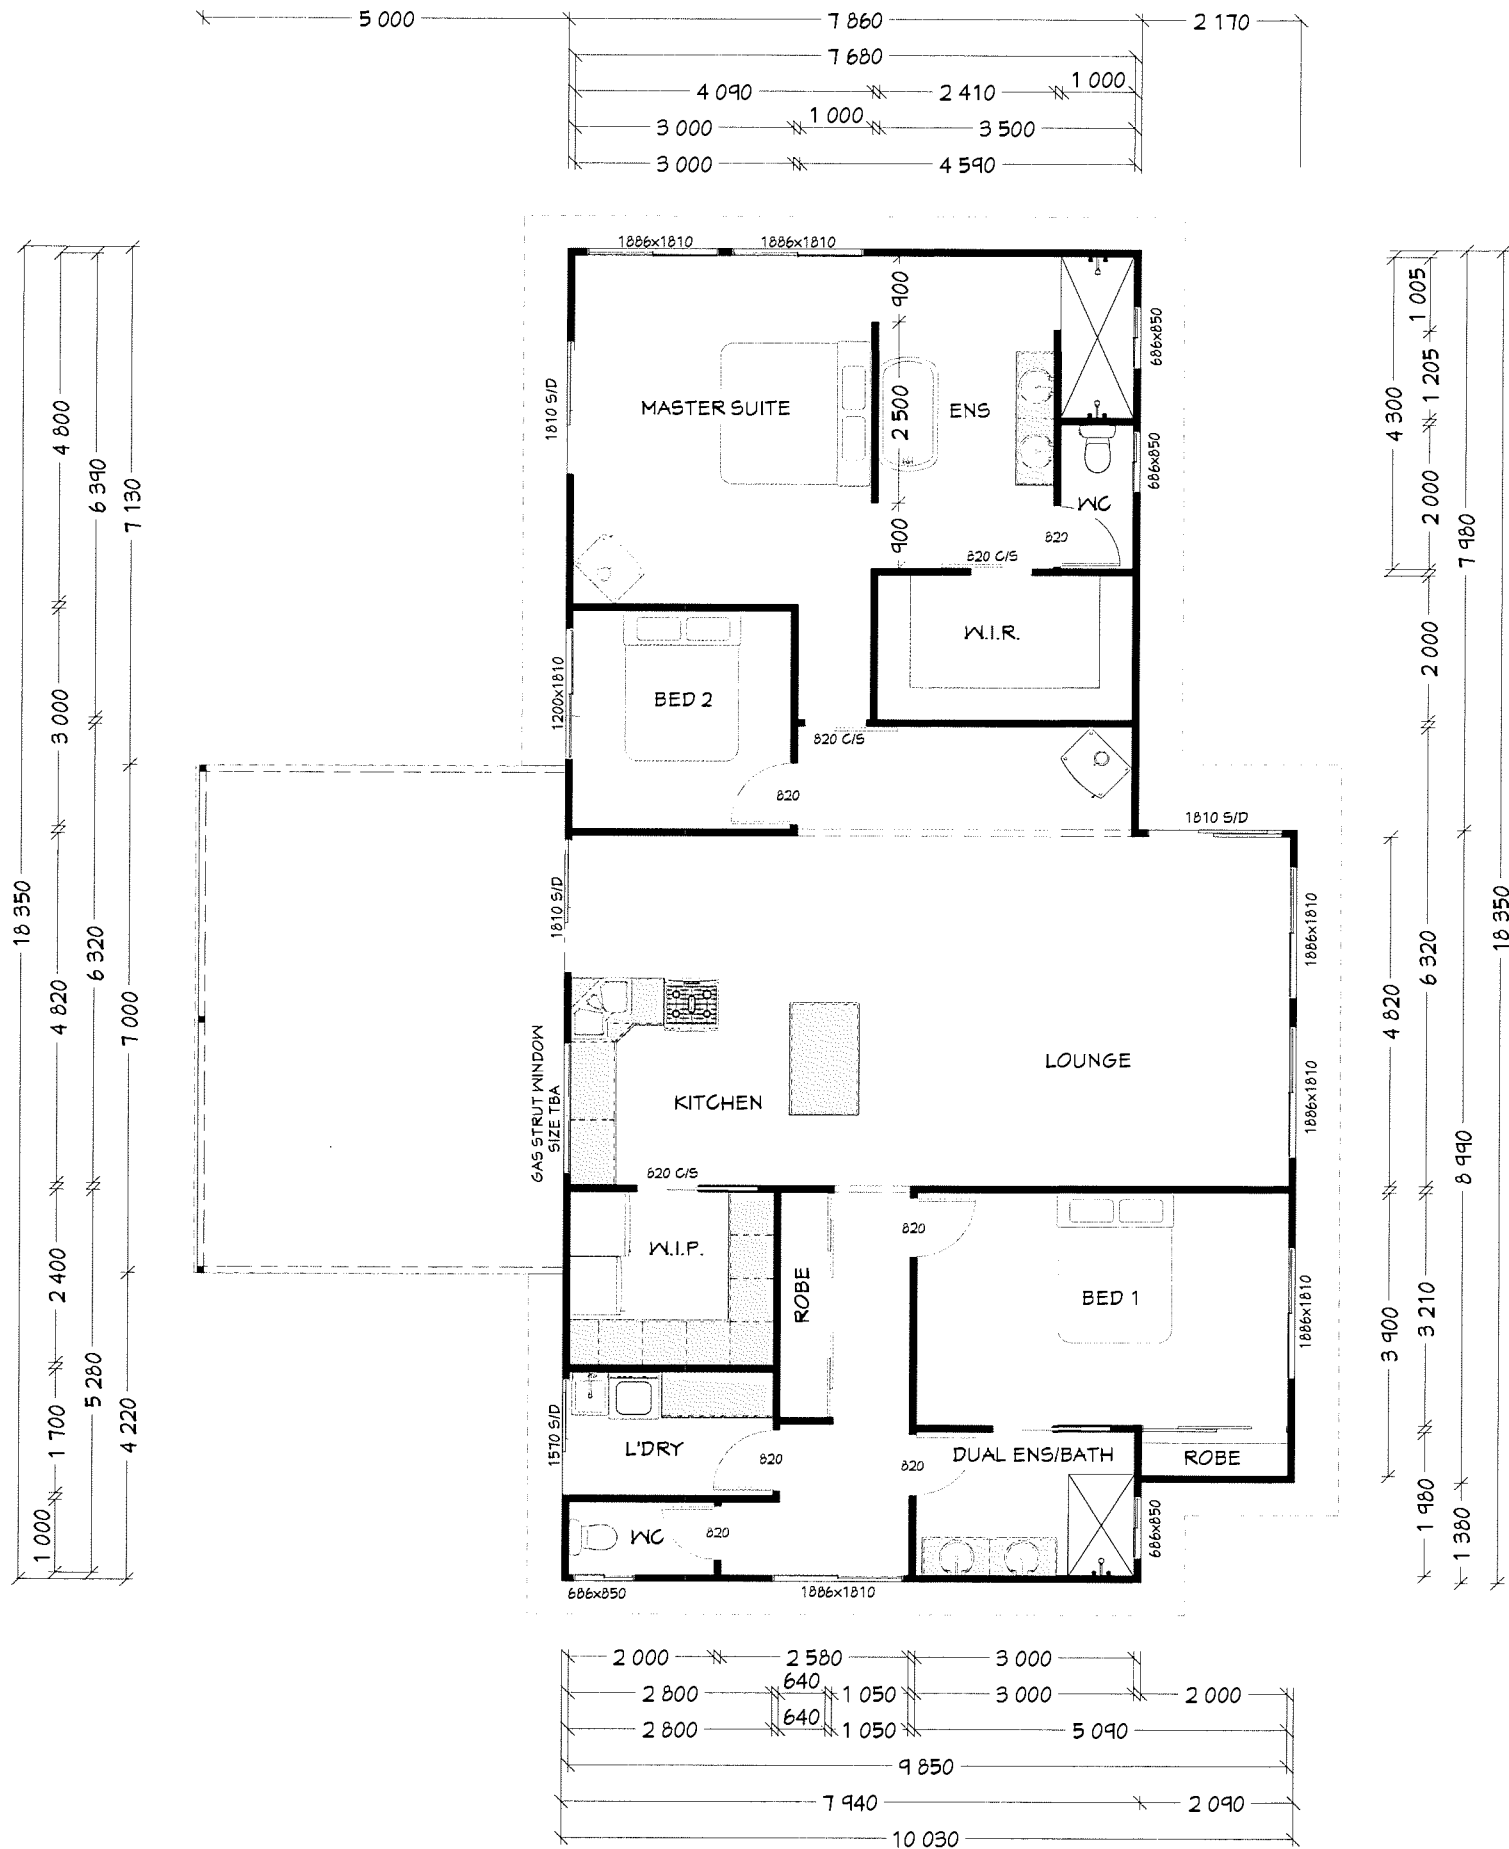 5 000 7 860 2 170
7 680
4 090 2 410 1 000
3 000 1 000 3 500
3 000 4 590
1886x1810 1886x1810
900
1 005
686x850
1 205
4 800
1810 S/D
MASTER SUITE
2 500
ENS
4 300
6 390
686x850
7 130
2 000
WC
7 980
900
820
820 C/S
W.I.R.
2 000
3 000
1200x1810
BED 2
820 C/S
820
1810 S/D
18 350
1810 S/D
1886x1810
18 350
6 320
6 320
4 820
7 000
4 820
GAS STRUT WINDOW
SIZE TBA
KITCHEN
LOUNGE
1886x1810
8 990
820 C/S
820
W.I.P.
2 400
ROBE
BED 1
1886x1810
3 210
3 900
5 280
4 220
1 700
1570 S/D
L'DRY
820
820
DUAL ENS/BATH
ROBE
1 980
1 380
1 000
WC
820
686x850
686x850
1886x1810
2 000 2 580 3 000
2 800 640 1 050 3 000 2 000
2 800 640 1 050 5 090
9 850
7 940 2 090
10 030